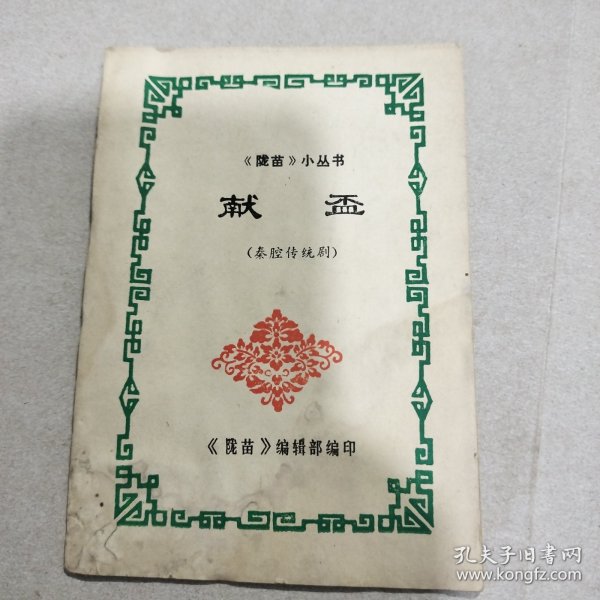 《陇苗》小丛书
献 盃
(秦腔传统剧)
《陇苗》编辑部编印
孔夫子旧书网
www.kongfz.com